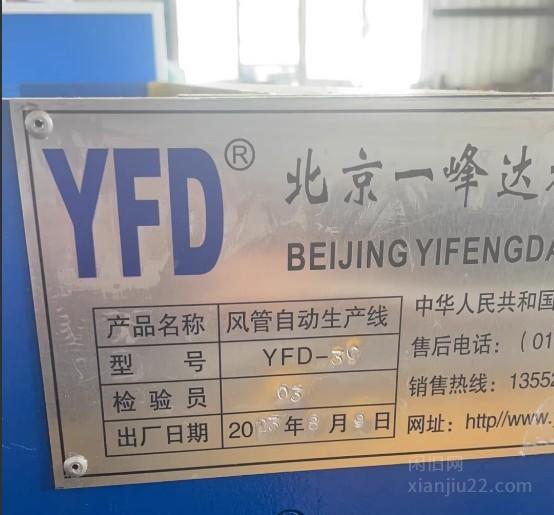 YFD®
北京一峰达
BEIJING YIFENGDA
产品名称 风管自动生产线
型 号 YFD-
检验员 03
出厂日期 20 年 月 日
中华人民共和国
售后电话：（01
销售热线：13552
网址：http//www.
闲旧网
xianjiu22.com